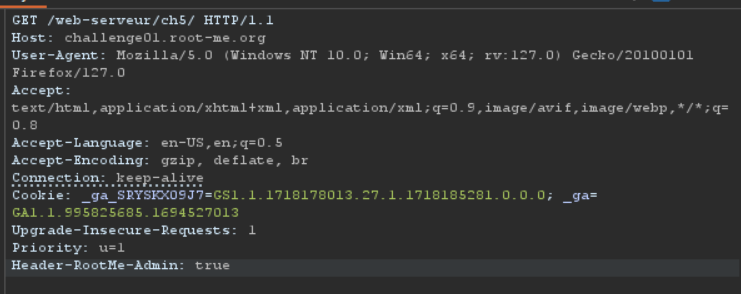 GET /web-serveur/ch5/ HTTP/1.1
Host: challenge01.root-me.org
User-Agent: Mozilla/5.0 (Windows NT 10.0; Win64; x64; rv:127.0) Gecko/20100101
Firefox/127.0
Accept:
text/html,application/xhtml+xml,application/xml;q=0.9,image/avif,image/webp,*/*;q=
0.8
Accept-Language: en-US,en;q=0.5
Accept-Encoding: gzip, deflate, br
Connection: keep-alive
Cookie: _ga_SRYSKX09J7=GS1.1.1718178013.27.1.1718185281.0.0.0; _ga=
GA1.1.995825685.1694527013
Upgrade-Insecure-Requests: 1
Priority: u=1
Header-RootMe-Admin: true